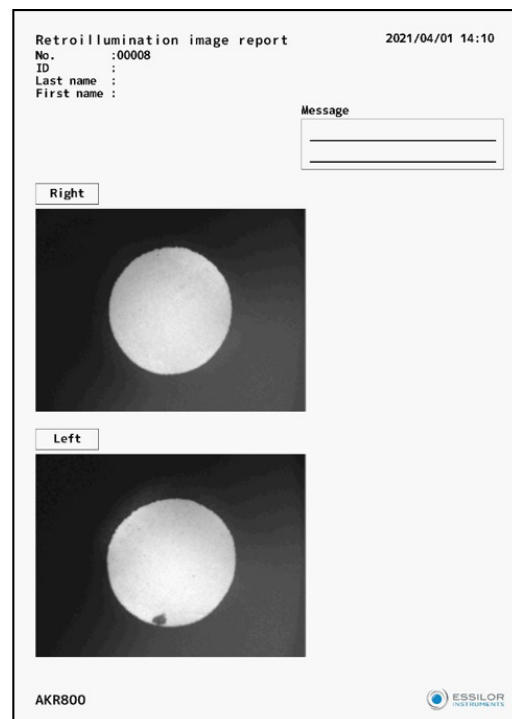 Retroillumination image report
2021/04/01 14:10
No. :00008
ID :
Last name :
First name :
Message
Right
Left
AKR800
ESSILOR
INSTRUMENTS